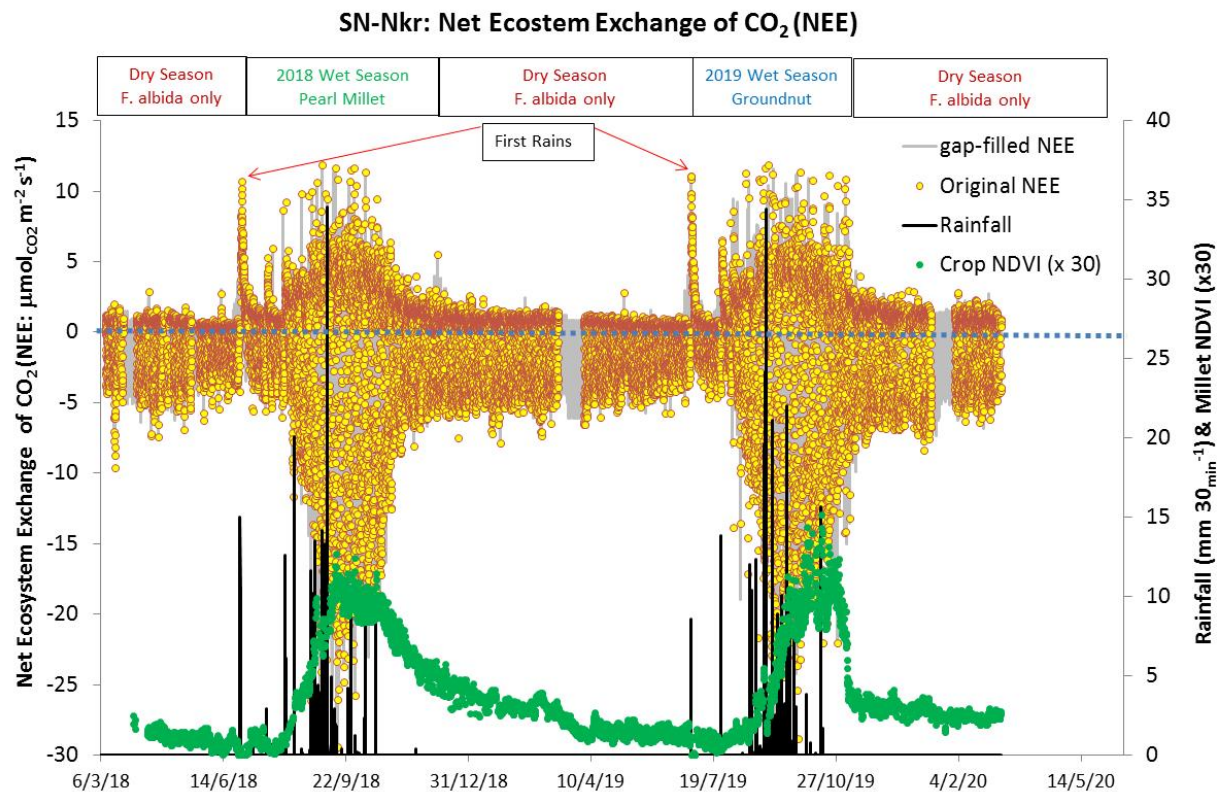 SN-Nkr: Net Ecostem Exchange of CO2 (NEE)
Dry Season
F. albida only
2018 Wet Season
Pearl Millet
Dry Season
F. albida only
2019 Wet Season
Groundnut
Dry Season
F. albida only
First Rains
gap-filled NEE
Original NEE
Rainfall
Crop NDVI (x 30)
Net Ecosystem Exchange of CO2 (NEE: µmolCO2 m-2 s-1)
15
10
5
0
-5
-10
-15
-20
-25
-30
40
35
30
25
20
15
10
5
0
Rainfall (mm 30min-1) & Millet NDVI (x30)
6/3/18
14/6/18
22/9/18
31/12/18
10/4/19
19/7/19
27/10/19
4/2/20
14/5/20